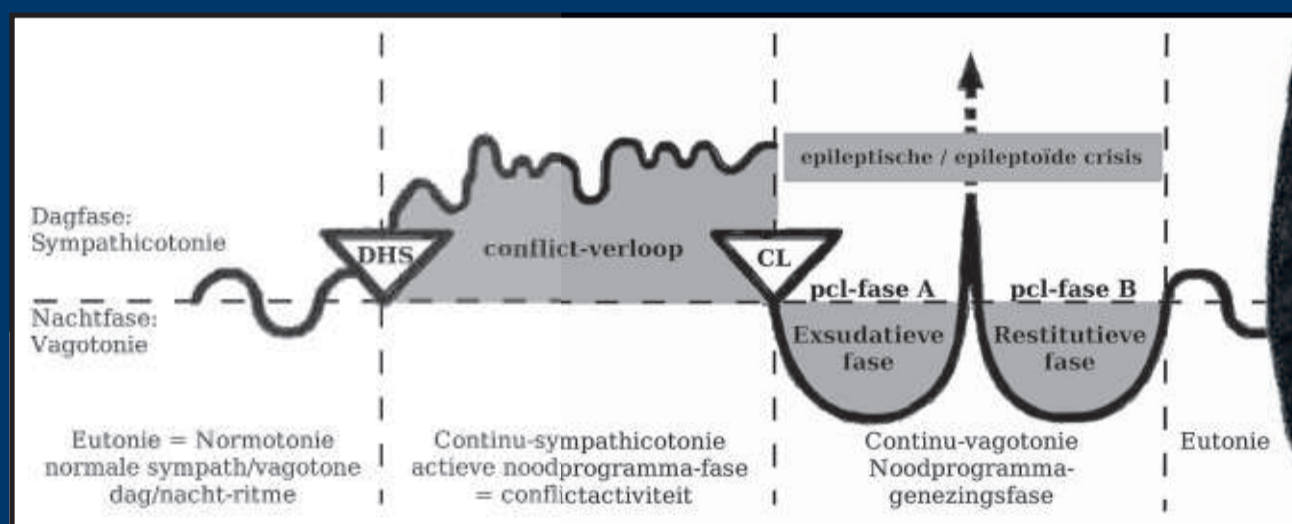 epileptische / epileptoïde crisis
Dagfase:
Sympathicotonie
DHS
conflict-verloop
CL
pcl-fase A
pcl-fase B
Nachtfase:
Vagotonie
Exsudatieve
fase
Restitutieve
fase
Eutonie = Normotonie
normale sympath/vagotone
dag/nacht-ritme
Continu-sympathicotonie
actieve noodprogramma-fase
= conflictactiviteit
Continu-vagotonie
Noodprogramma-
genezingsfase
Eutonie